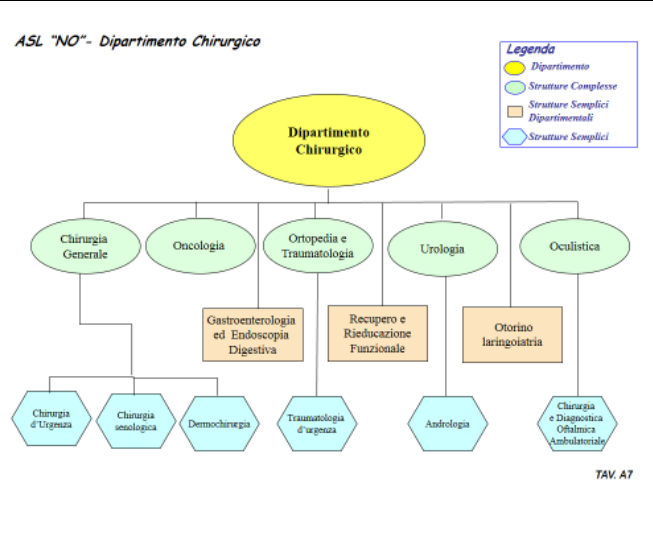 ASL "NO"- Dipartimento Chirurgico
Legenda
Dipartimento
Strutture Complesse
Strutture Semplici
Dipartimentali
Strutture Semplici
Dipartimento
Chirurgico
Chirurgia
Generale
Oncologia
Ortopedia e
Traumatologia
Urologia
Oculistica
Gastroenterologia
ed Endoscopia
Digestiva
Recupero e
Rieducazione
Funzionale
Otorino
laringoiatria
Chirurgia
d'Urgenza
Chirurgia
senologica
Dermochirurgia
Traumatologia
d'urgenza
Andrologia
Chirurgia
e Diagnostica
Oftalmica
Ambulatoriale
TAV. A7